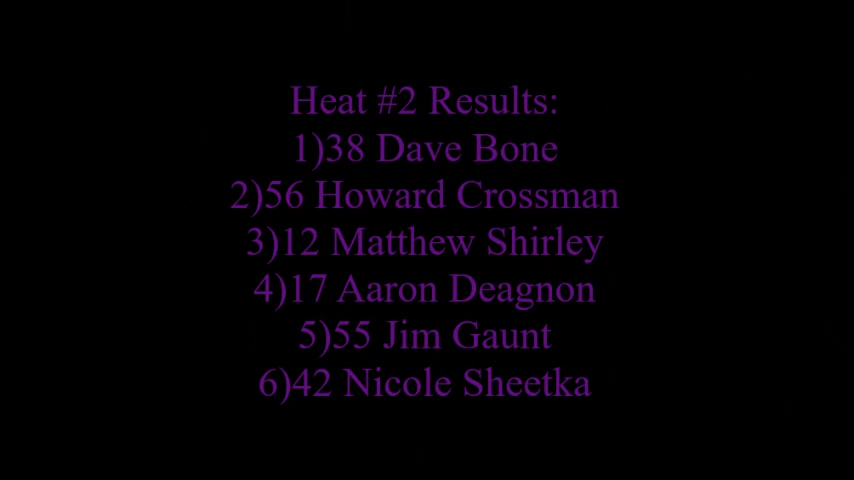 Heat #2 Results:
1)38 Dave Bone
2)56 Howard Crossman
3)12 Matthew Shirley
4)17 Aaron Deagnon
5)55 Jim Gaunt
6)42 Nicole Sheetka